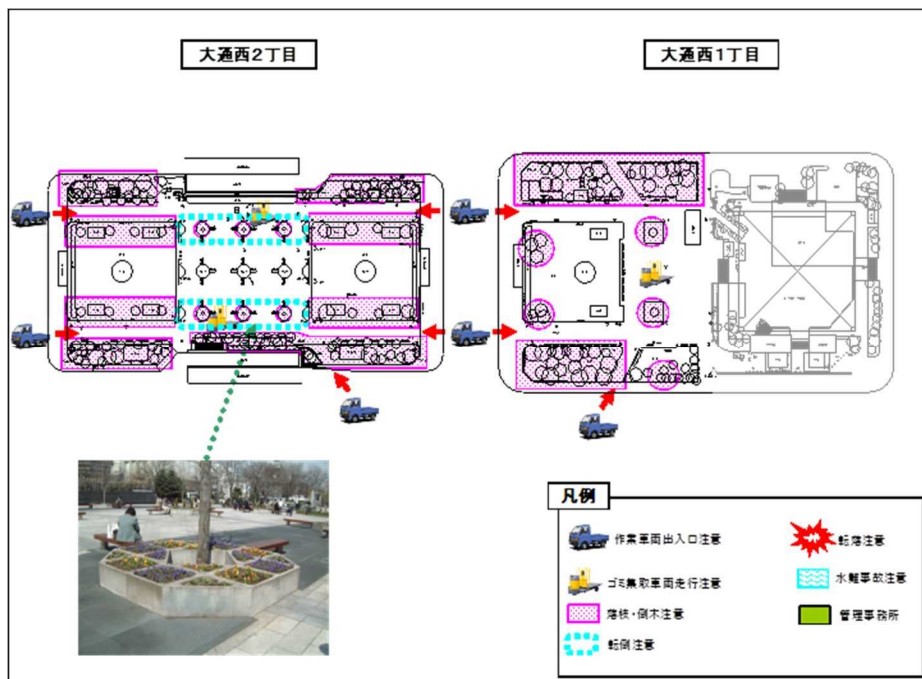 大通西2丁目
大通西1丁目
凡例
作業車両出入口注意
ゴミ集取車両走行注意
落枝・倒木注意
転倒注意
転落注意
水難事故注意
管理事務所